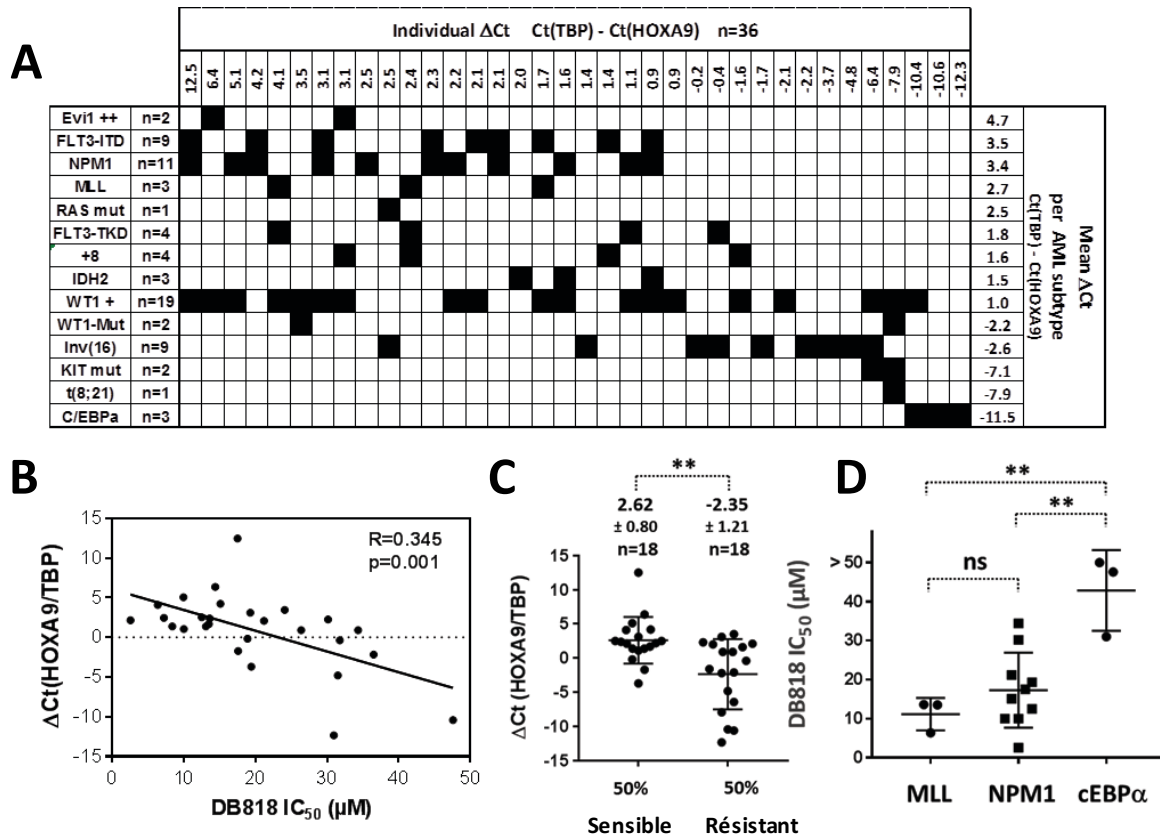 A
Individual ΔCt Ct(TBP) - Ct(HOXA9) n=36
12.5 6.4 5.1 4.2 4.1 3.5 3.1 3.1 2.5 2.5 2.4 2.3 2.2 2.1 2.1 2.0 1.7 1.6 1.4 1.4 1.1 0.9 0.9 -0.2 -0.4 -1.6 -1.7 -2.1 -2.2 -3.7 -4.8 -6.4 -7.9 -10.4 -10.6 -12.3
Evi1 ++ n=2 4.7
FLT3-ITD n=9 3.5
NPM1 n=11 3.4
MLL n=3 2.7
RAS mut n=1 2.5
FLT3-TKD n=4 1.8
+8 n=4 1.6
IDH2 n=3 1.5
WT1 + n=19 1.0
WT1-Mut n=2 -2.2
Inv(16) n=9 -2.6
KIT mut n=2 -7.1
t(8;21) n=1 -7.9
C/EBPa n=3 -11.5
Mean ΔCt
per AML subtype
Ct(TBP) - Ct(HOXA9)
B
ΔCt(HOXA9/TBP)
15
10
5
0
-5
-10
-15
R=0.345
p=0.001
0 10 20 30 40 50
DB818 IC50 (µM)
C
**
2.62 -2.35
± 0.80 ± 1.21
n=18 n=18
ΔCt (HOXA9/TBP)
15
10
5
0
-5
-10
-15
50% 50%
Sensible Résistant
D
**
**
ns
DB818 IC50 (µM)
> 50
40
30
20
10
0
MLL NPM1 cEBPα